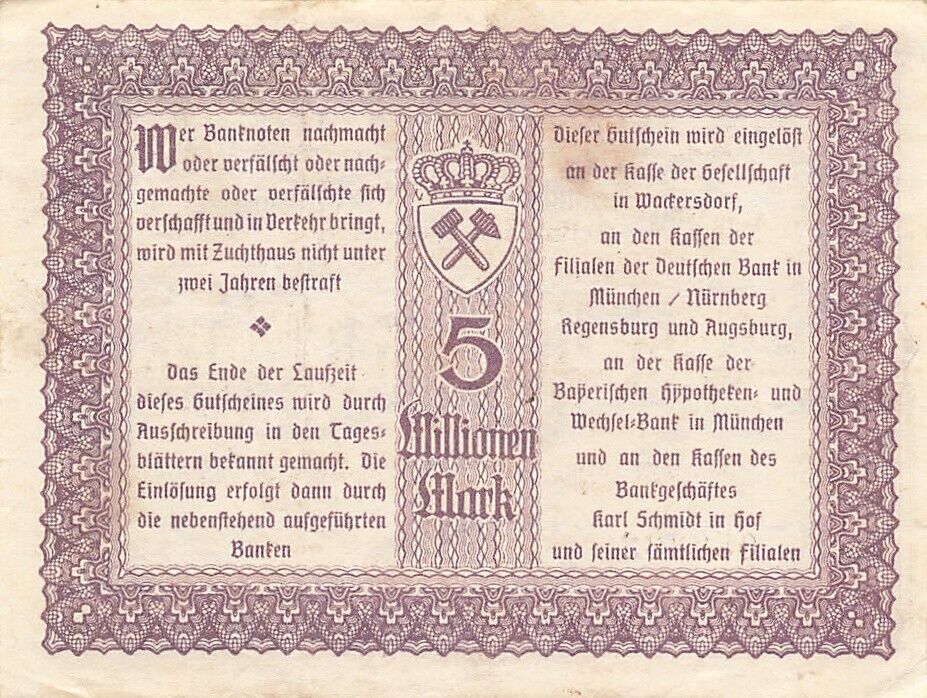 Wer Banknoten nachmacht
oder verfälscht oder nach-
gemachte oder verfälschte sich
verschafft und in Verkehr bringt,
wird mit Zuchthaus nicht unter
zwei Jahren bestraft
Das Ende der Laufzeit
dieses Gutscheines wird durch
Ausschreibung in den Tages-
blättern bekannt gemacht. Die
Einlösung erfolgt dann durch
die nebenstehend aufgeführten
Banken
5
Millionen
Mark
Dieser Gutschein wird eingelöst
an der Kasse der Gesellschaft
in Wackersdorf,
an den Kassen der
Filialen der Deutschen Bank in
München / Nürnberg
Regensburg und Augsburg,
an der Kasse der
Bayerischen Hypotheken- und
Wechsel-Bank in München
und an den Kassen des
Bankgeschäftes
Karl Schmidt in Hof
und seiner sämtlichen Filialen